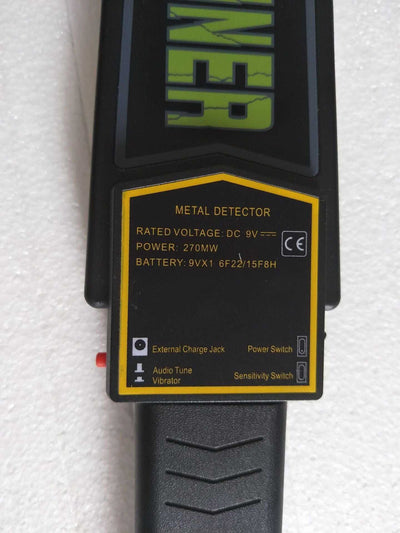 NNER
METAL DETECTOR
RATED VOLTAGE: DC 9V
POWER: 270MW
BATTERY: 9VX1 6F22/15F8H
CE
External Charge Jack
Power Switch
Audio Tune
Vibrator
Sensitivity Switch